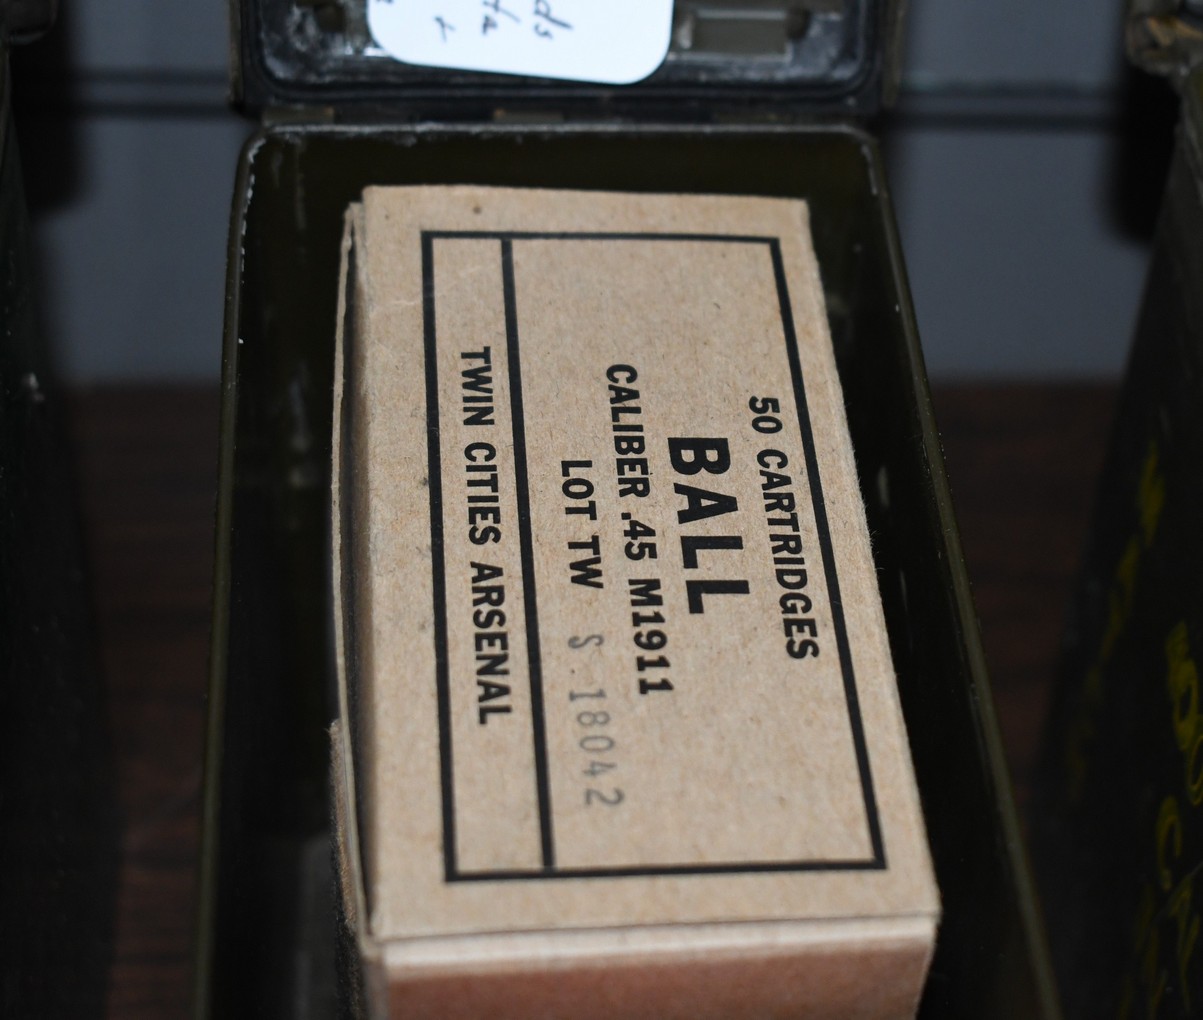 50 CARTRIDGES
BALL
CALIBER .45 M1911
LOT TW S.18042
TWIN CITIES ARSENAL